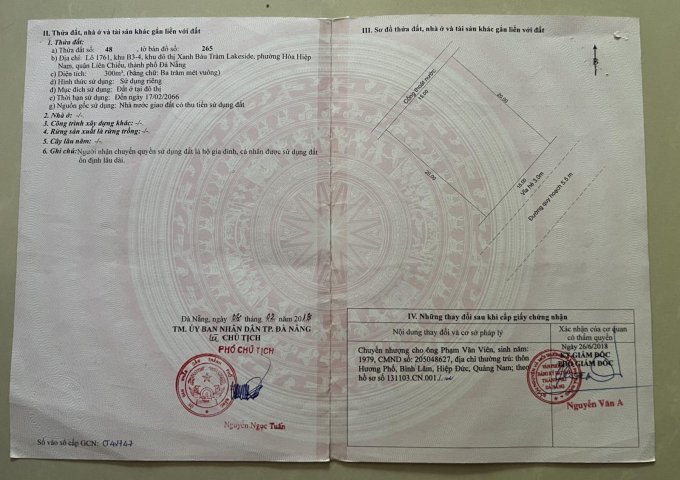 II. Thửa đất, nhà ở và tài sản khác gắn liền với đất
1. Thửa đất:
a) Thửa đất số: 48, tờ bản đồ số: 265
b) Địa chỉ: Lô 1761, khu B3-4, khu đô thị Xanh Bàu Tràm Lakeside, phường Hòa Hiệp
Nam, quận Liên Chiểu, thành phố Đà Nẵng
c) Diện tích: 300m², (bằng chữ: Ba trăm mét vuông)
d) Hình thức sử dụng: Sử dụng riêng
đ) Mục đích sử dụng: Đất ở tại đô thị
e) Thời hạn sử dụng: Đến ngày 17/02/2066
g) Nguồn gốc sử dụng: Nhà nước giao đất có thu tiền sử dụng đất
2. Nhà ở: -/-
3. Công trình xây dựng khác: -/-
4. Rừng sản xuất là rừng trồng: -/-
5. Cây lâu năm: -/-
6. Ghi chú: Người nhận chuyển quyền sử dụng đất là hộ gia đình, cá nhân được sử dụng đất
ổn định lâu dài.
Đà Nẵng, ngày 05 tháng 02 năm 2018
TM. ỦY BAN NHÂN DÂN TP. ĐÀ NẴNG
CHỦ TỊCH
PHÓ CHỦ TỊCH
Nguyễn Ngọc Tuấn
Số vào sổ cấp GCN:
III. Sơ đồ thửa đất, nhà ở và tài sản khác gắn liền với đất
B
Cống thoát nước
15.00
20.00
20.00
15.00
Vỉa hè 3.0m
Đường quy hoạch 5.5 m
IV. Những thay đổi sau khi cấp giấy chứng nhận
Nội dung thay đổi và cơ sở pháp lý
Xác nhận của cơ quan
có thẩm quyền
Chuyển nhượng cho ông Phạm Văn Viên, sinh năm:
1979, CMND số: 205048627, địa chỉ thường trú: thôn
Hương Phố, Bình Lâm, Hiệp Đức, Quảng Nam; theo
hồ sơ số 131103.CN.001./.
Ngày 26/6/2018
KT.GIÁM ĐỐC
PHÓ GIÁM ĐỐC
Nguyễn Văn A